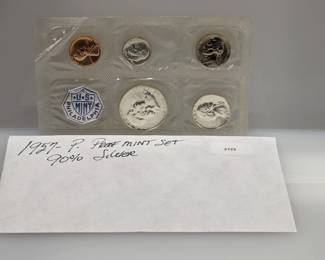 U.S.
MINT
PHILADELPHIA
1957-P. PROOF MINT SET
90% SILVER